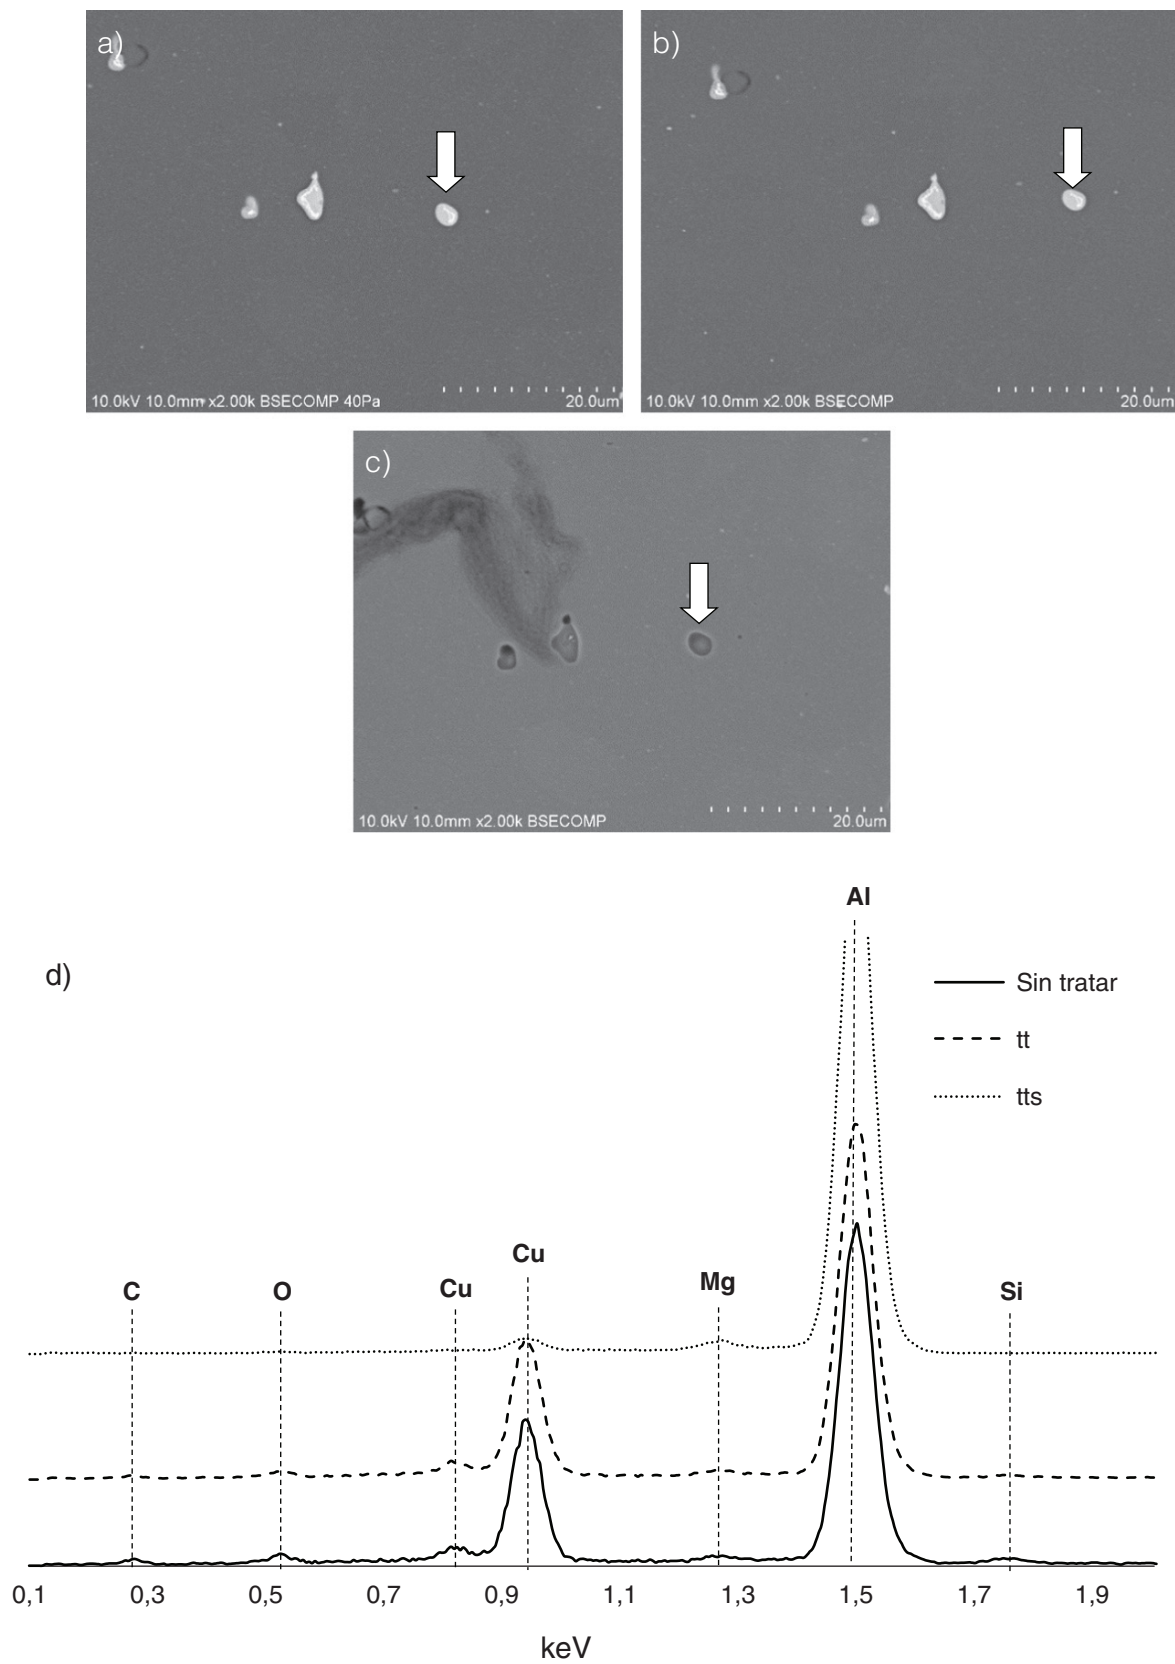 a)
10.0kV 10.0mm x2.00k BSECOMP 40Pa 20.0um
b)
10.0kV 10.0mm x2.00k BSECOMP 20.0um
c)
10.0kV 10.0mm x2.00k BSECOMP 20.0um
d)
Al
Sin tratar
tt
tts
C O Cu Cu Mg Si
0,1 0,3 0,5 0,7 0,9 1,1 1,3 1,5 1,7 1,9
keV